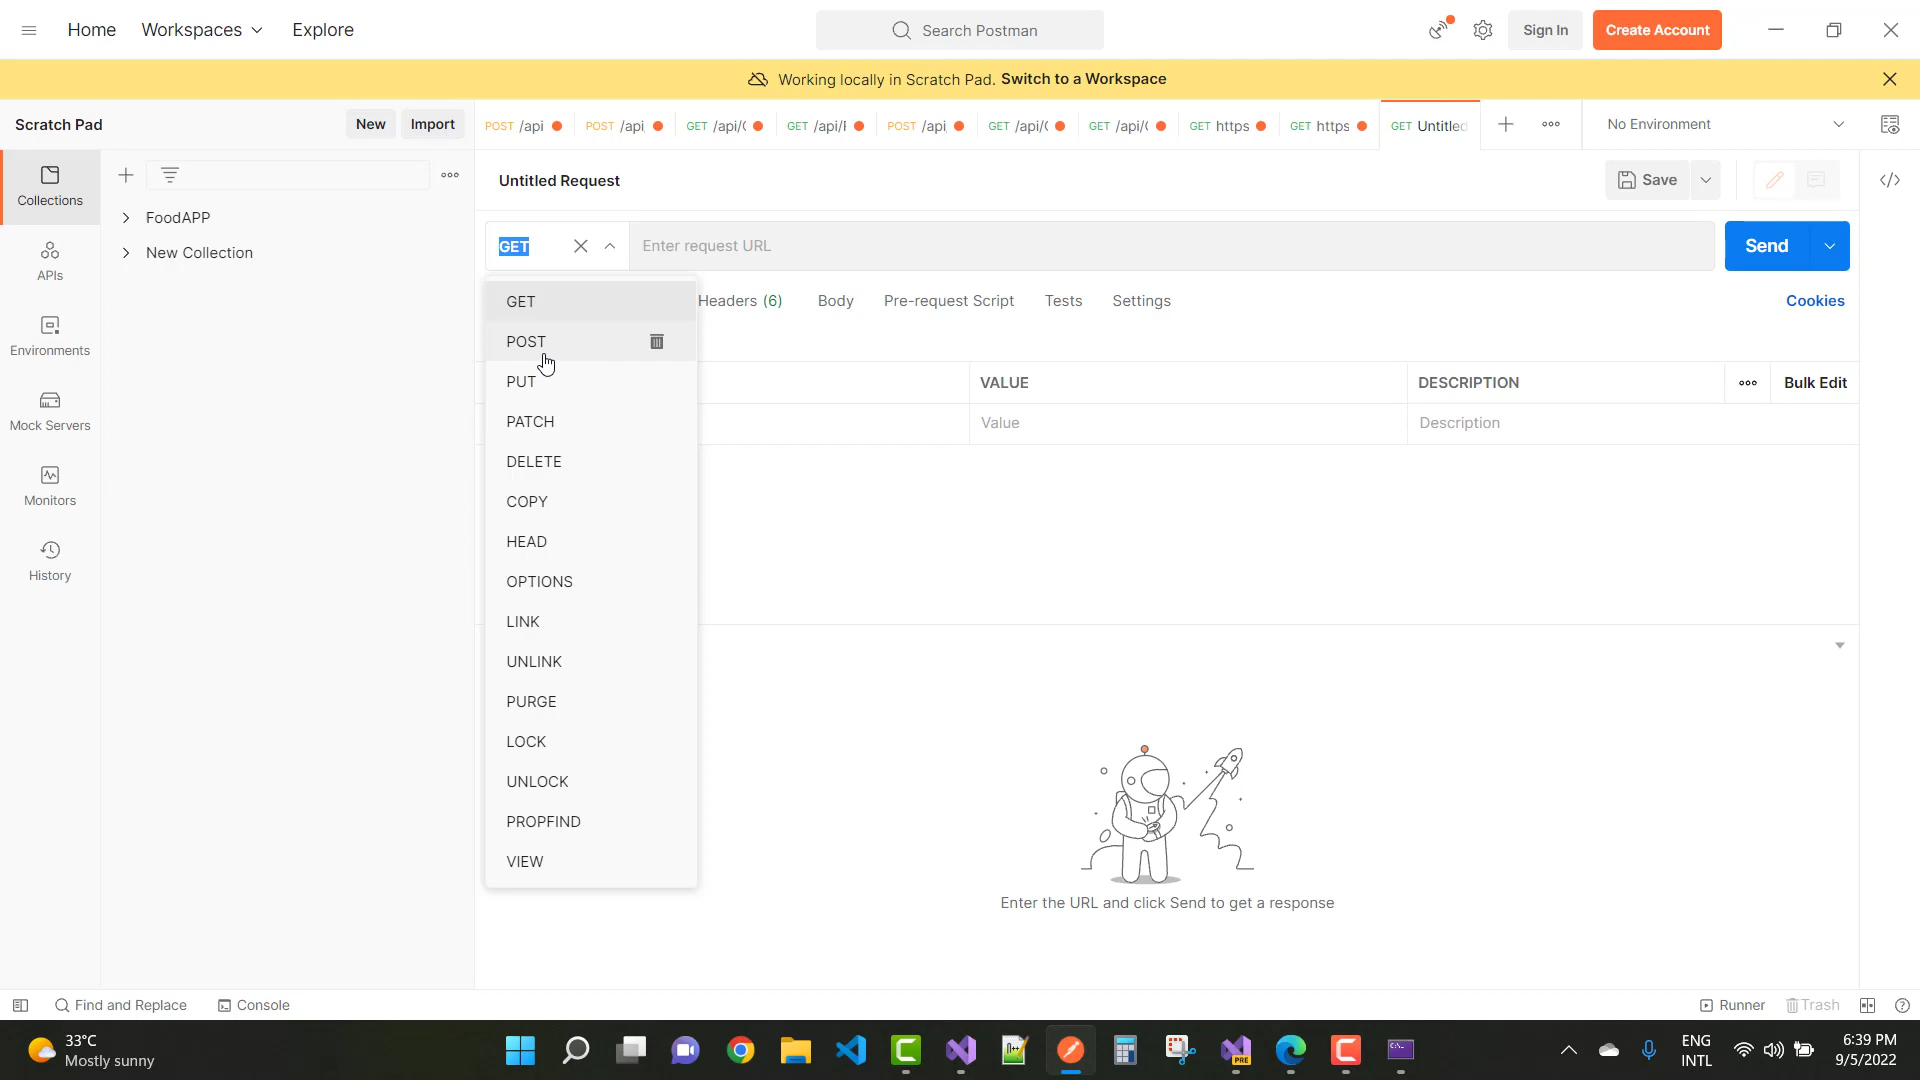 Home Workspaces Explore
Search Postman
Sign In Create Account
Working locally in Scratch Pad. Switch to a Workspace
Scratch Pad New Import
POST /api POST /api, GET /api/( GET /api/I POST /api, GET /api/( GET /api/( GET https GET https GET Untitled
No Environment
Collections
FoodAPP
New Collection
APIs
Environments
Mock Servers
Monitors
History
Untitled Request
Save
GET Enter request URL
Send
Headers (6) Body Pre-request Script Tests Settings
Cookies
GET
POST
PUT
PATCH
DELETE
COPY
HEAD
OPTIONS
LINK
UNLINK
PURGE
LOCK
UNLOCK
PROPFIND
VIEW
VALUE DESCRIPTION Bulk Edit
Value Description
Enter the URL and click Send to get a response
Find and Replace Console
Runner Trash
33°C
Mostly sunny
PRE
ENG
INTL
6:39 PM
9/5/2022